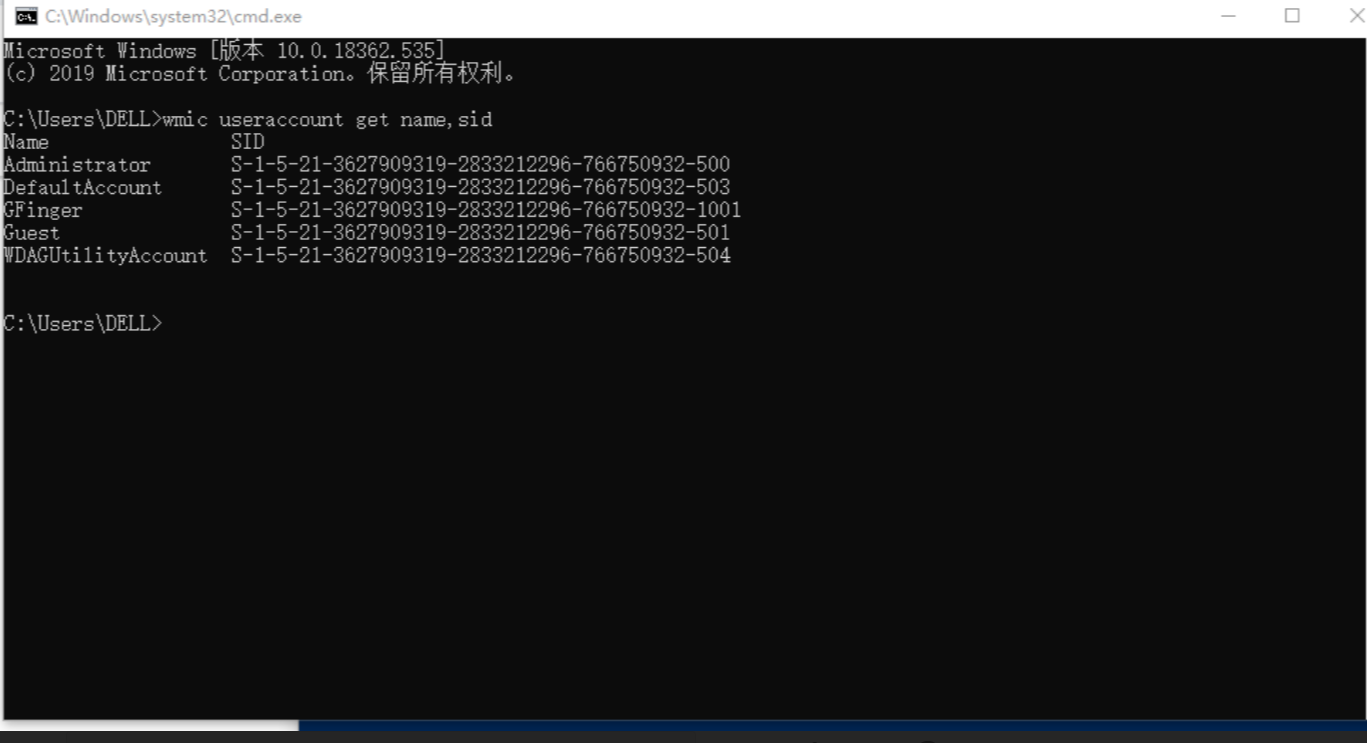 C:\Windows\system32\cmd.exe
Microsoft Windows [版本 10.0.18362.535]
(c) 2019 Microsoft Corporation。保留所有权利。
C:\Users\DELL>wmic useraccount get name,sid
Name SID
Administrator S-1-5-21-3627909319-2833212296-766750932-500
DefaultAccount S-1-5-21-3627909319-2833212296-766750932-503
GFinger S-1-5-21-3627909319-2833212296-766750932-1001
Guest S-1-5-21-3627909319-2833212296-766750932-501
WDAGUtilityAccount S-1-5-21-3627909319-2833212296-766750932-504
C:\Users\DELL>